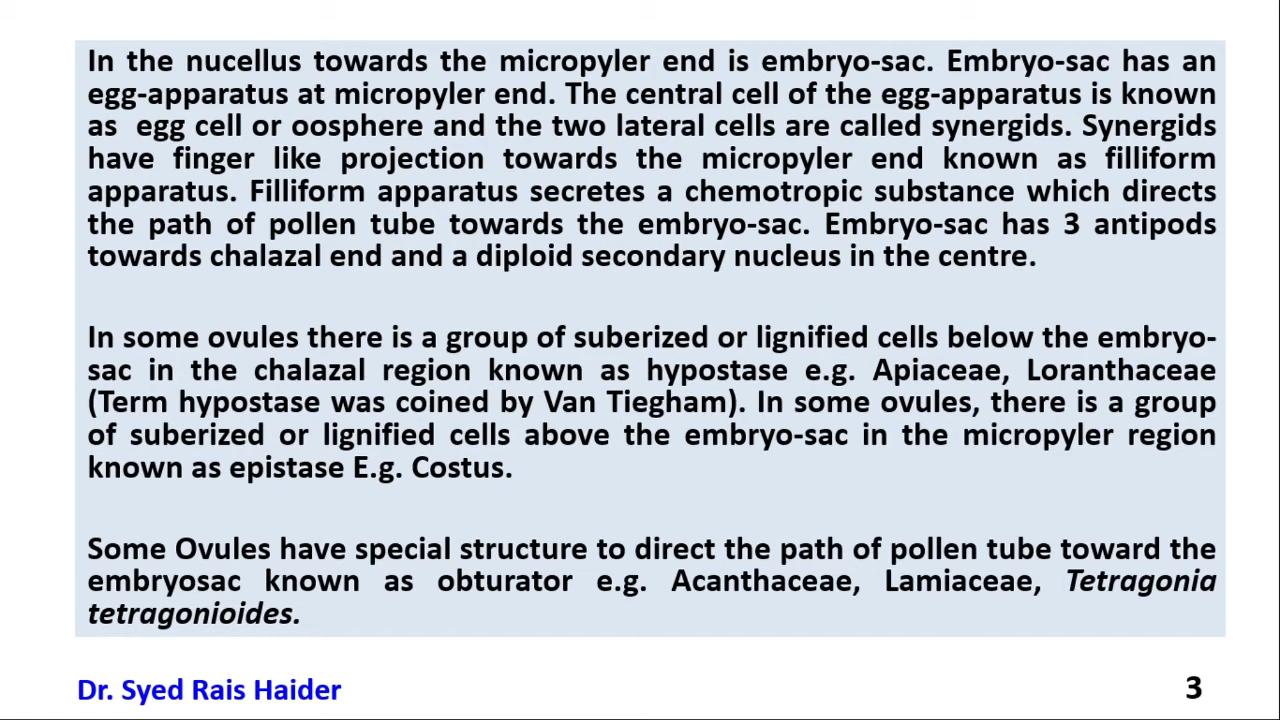 In the nucellus towards the micropyler end is embryo-sac. Embryo-sac has an
egg-apparatus at micropyler end. The central cell of the egg-apparatus is known
as egg cell or oosphere and the two lateral cells are called synergids. Synergids
have finger like projection towards the micropyler end known as filliform
apparatus. Filliform apparatus secretes a chemotropic substance which directs
the path of pollen tube towards the embryo-sac. Embryo-sac has 3 antipods
towards chalazal end and a diploid secondary nucleus in the centre.
In some ovules there is a group of suberized or lignified cells below the embryo-
sac in the chalazal region known as hypostase e.g. Apiaceae, Loranthaceae
(Term hypostase was coined by Van Tiegham). In some ovules, there is a group
of suberized or lignified cells above the embryo-sac in the micropyler region
known as epistase E.g. Costus.
Some Ovules have special structure to direct the path of pollen tube toward the
embryosac known as obturator e.g. Acanthaceae, Lamiaceae, Tetragonia
tetragonioides.
Dr. Syed Rais Haider
3